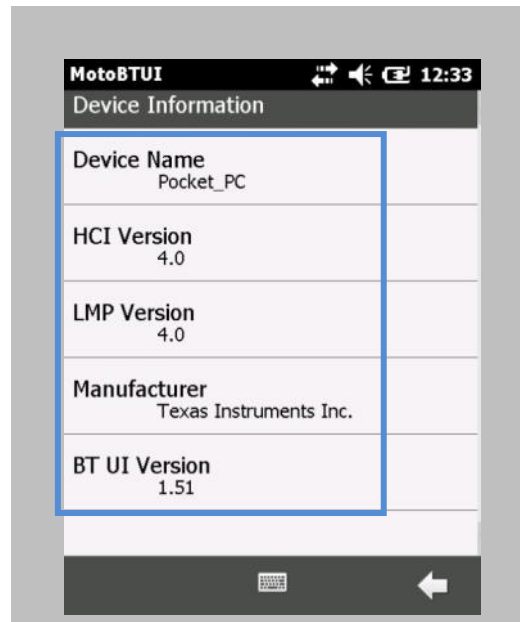 MotoBTUI 12:33
Device Information
Device Name
Pocket_PC
HCI Version
4.0
LMP Version
4.0
Manufacturer
Texas Instruments Inc.
BT UI Version
1.51